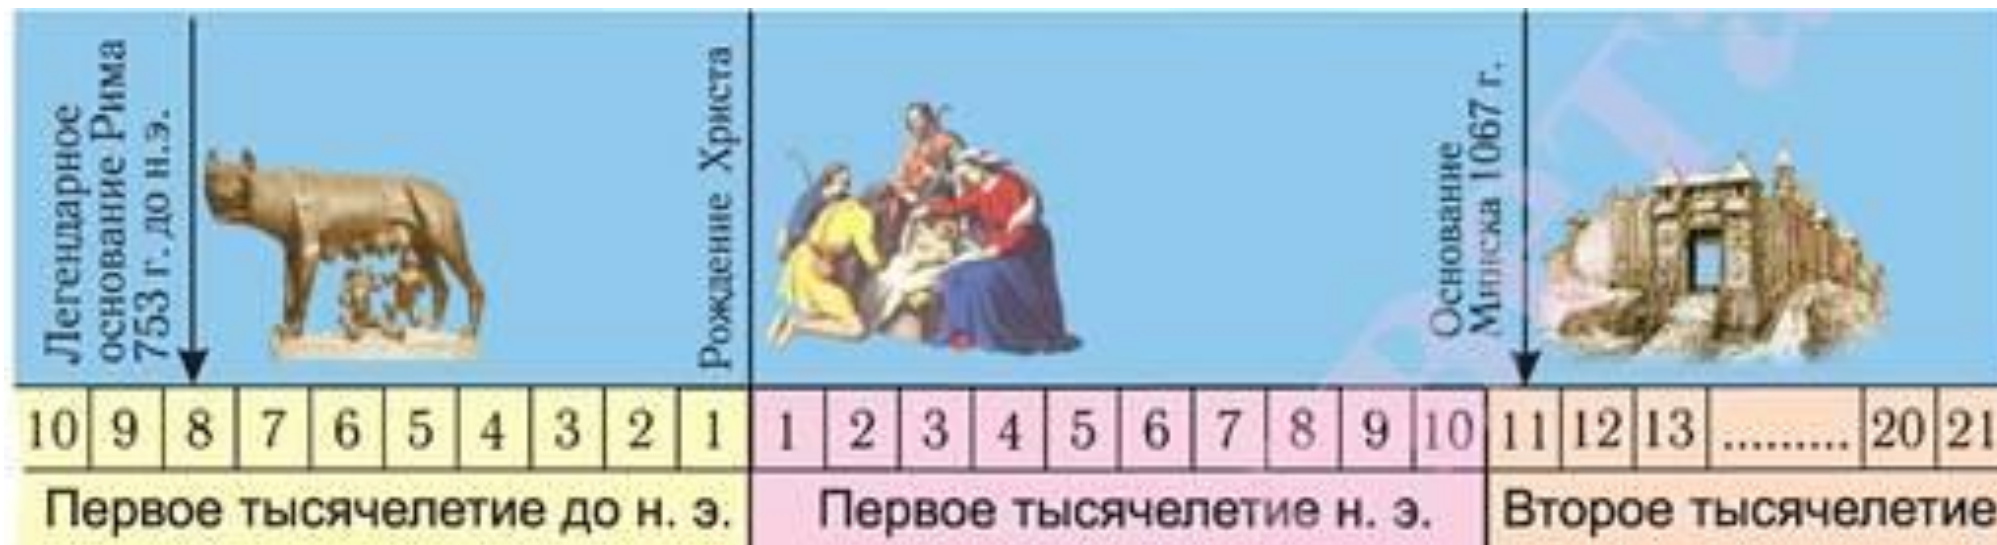 Легендарное
основание Рима
753 г. до н.э.
Рождение Христа
Основание
Минска 1067 г.
10 9 8 7 6 5 4 3 2 1 1 2 3 4 5 6 7 8 9 10 11 12 13 ......... 20 21
Первое тысячелетие до н. э. Первое тысячелетие н. э. Второе тысячелетие